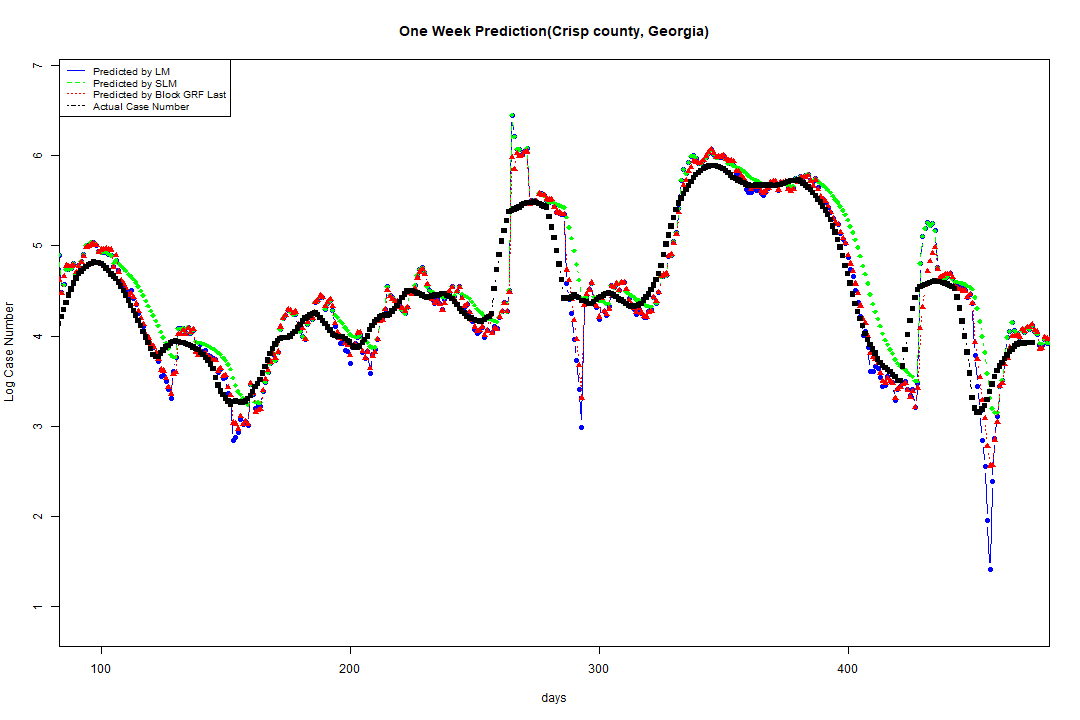 One Week Prediction(Crisp county, Georgia)
Predicted by LM
Predicted by SLM
Predicted by Block GRF Last
Actual Case Number
7
6
5
4
3
2
1
Log Case Number
100 200 300 400
days